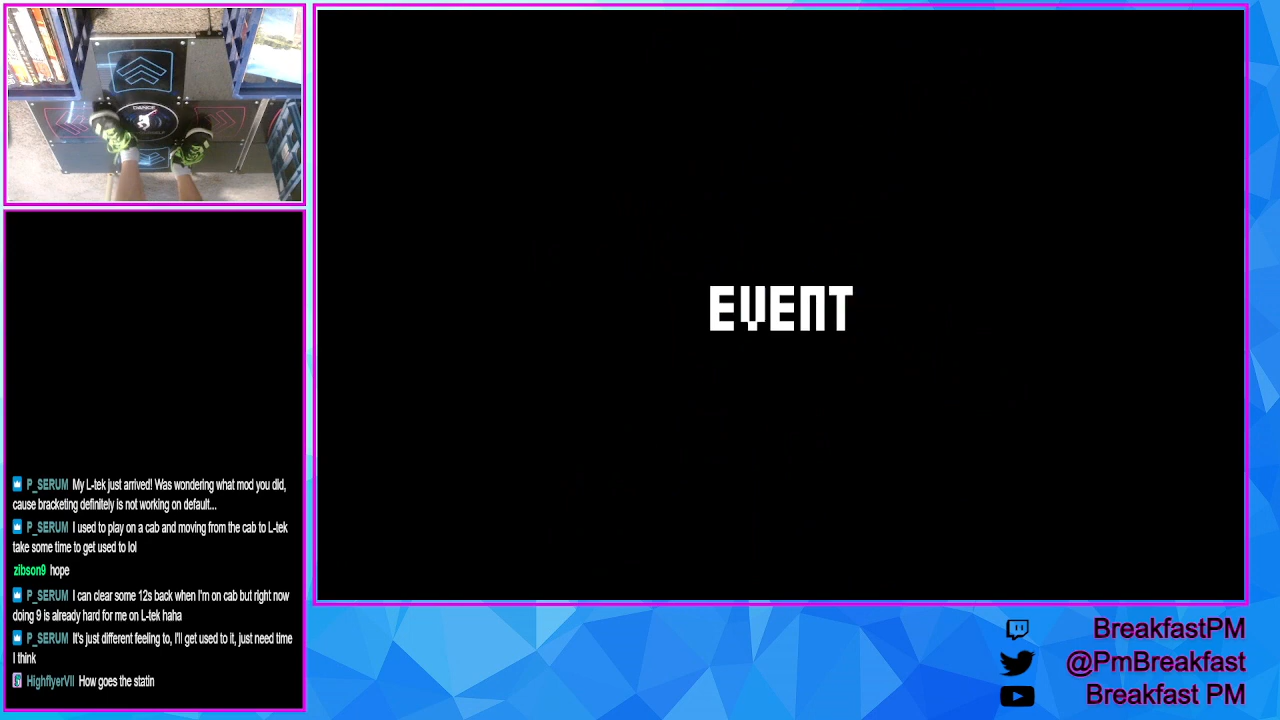 DANCE
EVENT
P_SERUM My L-tek just arrived! Was wondering what mod you did,
cause bracketing definitely is not working on default...
P_SERUM I used to play on a cab and moving from the cab to L-tek
take some time to get used to lol
zibson9 hope
P_SERUM I can clear some 12s back when I'm on cab but right now
doing 9 is already hard for me on L-tek haha
P_SERUM It's just different feeling to, I'll get used to it, just need time
I think
HighflyerVII How goes the statin
BreakfastPM
@PmBreakfast
Breakfast PM